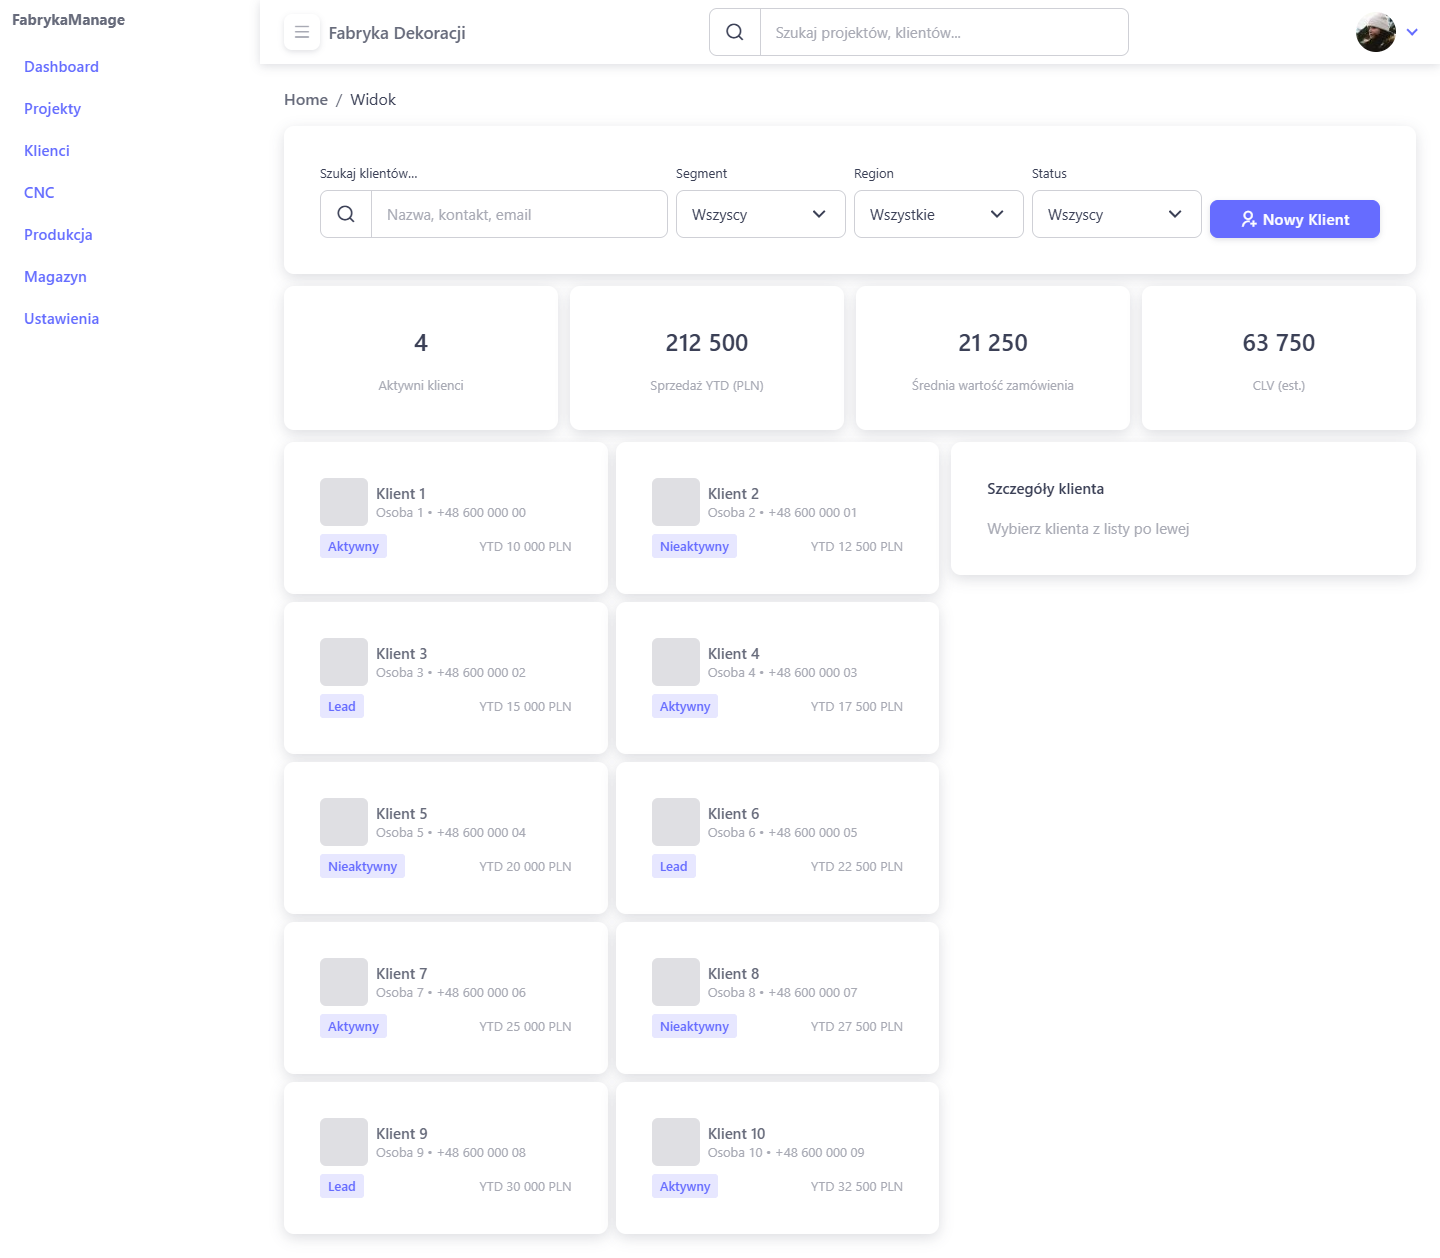 FabrykaManage
Dashboard
Projekty
Klienci
CNC
Produkcja
Magazyn
Ustawienia
Fabryka Dekoracji
Szukaj projektów, klientów...
Home / Widok
Szukaj klientów...
Nazwa, kontakt, email
Segment
Wszyscy
Region
Wszystkie
Status
Wszyscy
Nowy Klient
4
Aktywni klienci
212 500
Sprzedaż YTD (PLN)
21 250
Średnia wartość zamówienia
63 750
CLV (est.)
Klient 1
Osoba 1 • +48 600 000 00
Aktywny
YTD 10 000 PLN
Klient 2
Osoba 2 • +48 600 000 01
Nieaktywny
YTD 12 500 PLN
Klient 3
Osoba 3 • +48 600 000 02
Lead
YTD 15 000 PLN
Klient 4
Osoba 4 • +48 600 000 03
Aktywny
YTD 17 500 PLN
Klient 5
Osoba 5 • +48 600 000 04
Nieaktywny
YTD 20 000 PLN
Klient 6
Osoba 6 • +48 600 000 05
Lead
YTD 22 500 PLN
Klient 7
Osoba 7 • +48 600 000 06
Aktywny
YTD 25 000 PLN
Klient 8
Osoba 8 • +48 600 000 07
Nieaktywny
YTD 27 500 PLN
Klient 9
Osoba 9 • +48 600 000 08
Lead
YTD 30 000 PLN
Klient 10
Osoba 10 • +48 600 000 09
Aktywny
YTD 32 500 PLN
Szczegóły klienta
Wybierz klienta z listy po lewej